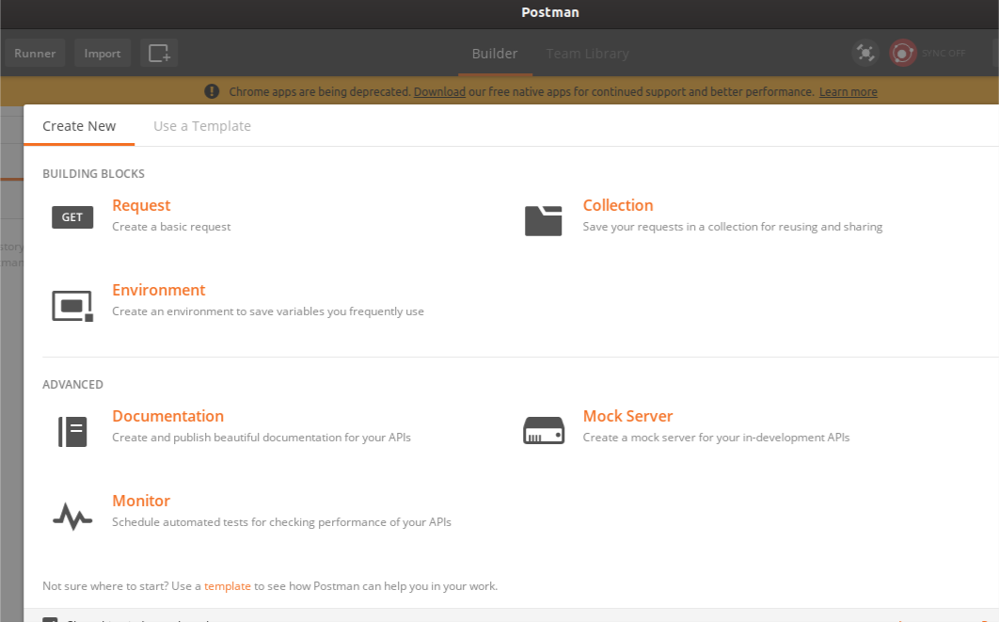 Postman
Runner
Import
Builder
Team Library
SYNC OFF
Chrome apps are being deprecated. Download our free native apps for continued support and better performance. Learn more
Create New
Use a Template
BUILDING BLOCKS
GET
Request
Create a basic request
Collection
Save your requests in a collection for reusing and sharing
Environment
Create an environment to save variables you frequently use
ADVANCED
Documentation
Create and publish beautiful documentation for your APIs
Mock Server
Create a mock server for your in-development APIs
Monitor
Schedule automated tests for checking performance of your APIs
Not sure where to start? Use a template to see how Postman can help you in your work.